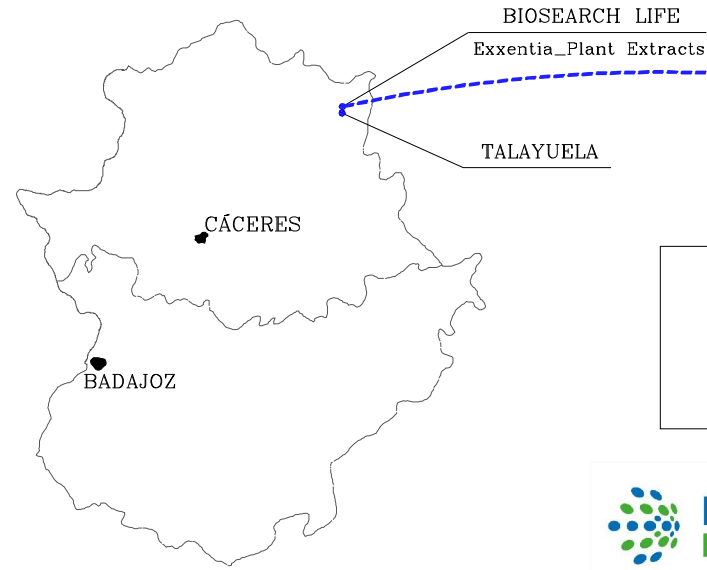 BIOSEARCH LIFE
Exxentia_Plant Extracts
TALAYUELA
CÁCERES
BADAJOZ